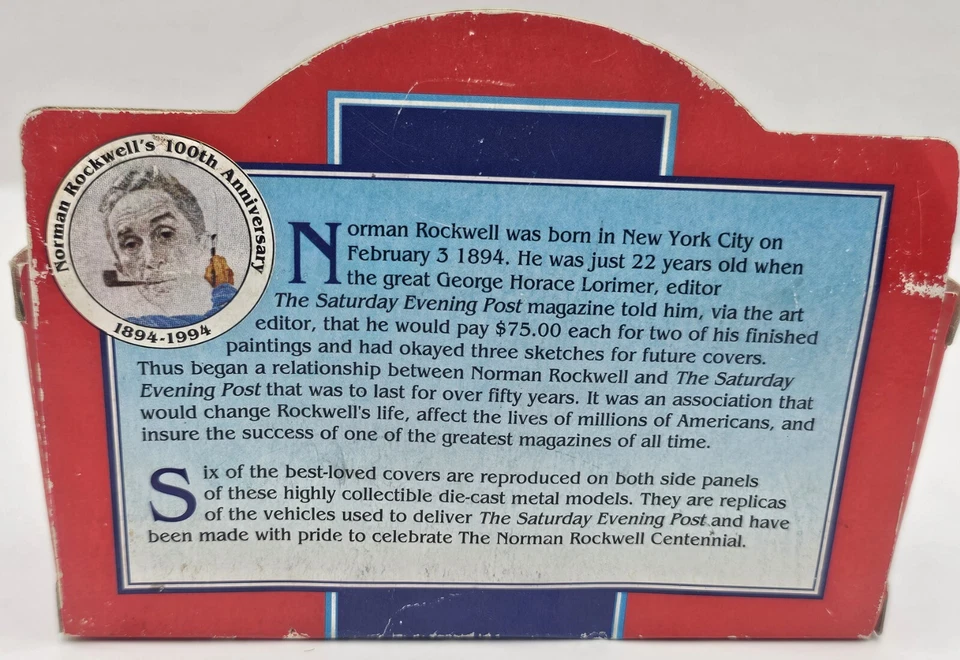 Norman Rockwell's 100th Anniversary
1894-1994
Norman Rockwell was born in New York City on
February 3 1894. He was just 22 years old when
the great George Horace Lorimer, editor
The Saturday Evening Post magazine told him, via the art
editor, that he would pay $75.00 each for two of his finished
paintings and had okayed three sketches for future covers.
Thus began a relationship between Norman Rockwell and The Saturday
Evening Post that was to last for over fifty years. It was an association that
would change Rockwell's life, affect the lives of millions of Americans, and
insure the success of one of the greatest magazines of all time.
Six of the best-loved covers are reproduced on both side panels
of these highly collectible die-cast metal models. They are replicas
of the vehicles used to deliver The Saturday Evening Post and have
been made with pride to celebrate The Norman Rockwell Centennial.